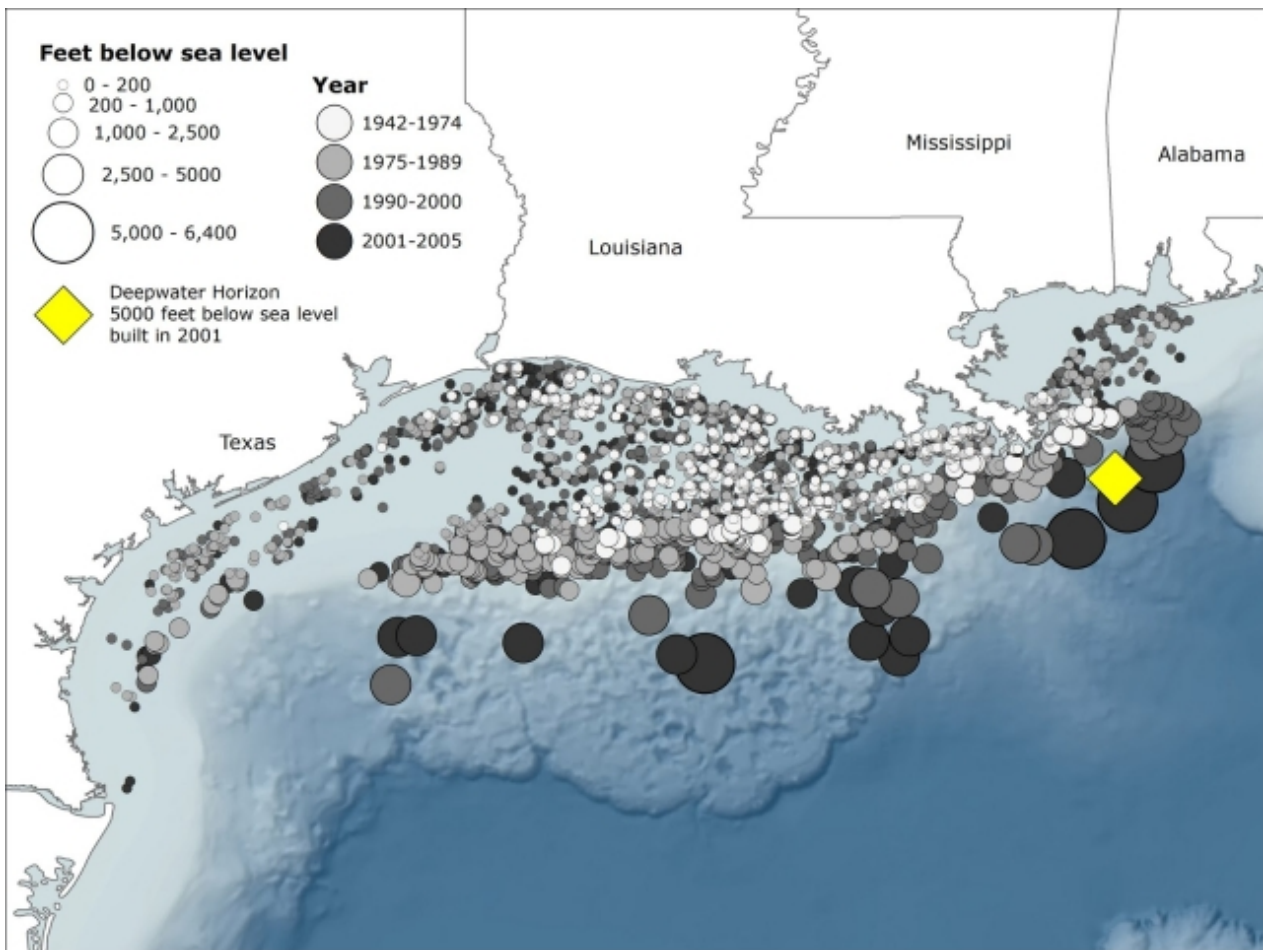 Feet below sea level
0 - 200
200 - 1,000
1,000 - 2,500
2,500 - 5000
5,000 - 6,400
Deepwater Horizon
5000 feet below sea level
built in 2001
Year
1942-1974
1975-1989
1990-2000
2001-2005
Mississippi
Alabama
Louisiana
Texas